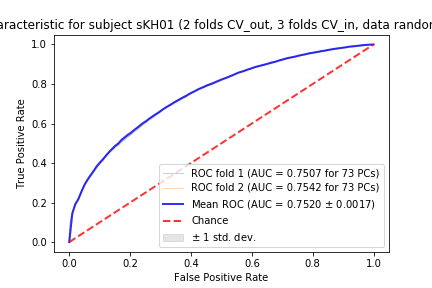 aracteristic for subject sKH01 (2 folds CV_out, 3 folds CV_in, data random
True Positive Rate
1.0
0.8
0.6
0.4
0.2
0.0
ROC fold 1 (AUC = 0.7507 for 73 PCs)
ROC fold 2 (AUC = 0.7542 for 73 PCs)
Mean ROC (AUC = 0.7520 ± 0.0017)
Chance
± 1 std. dev.
0.0 0.2 0.4 0.6 0.8 1.0
False Positive Rate